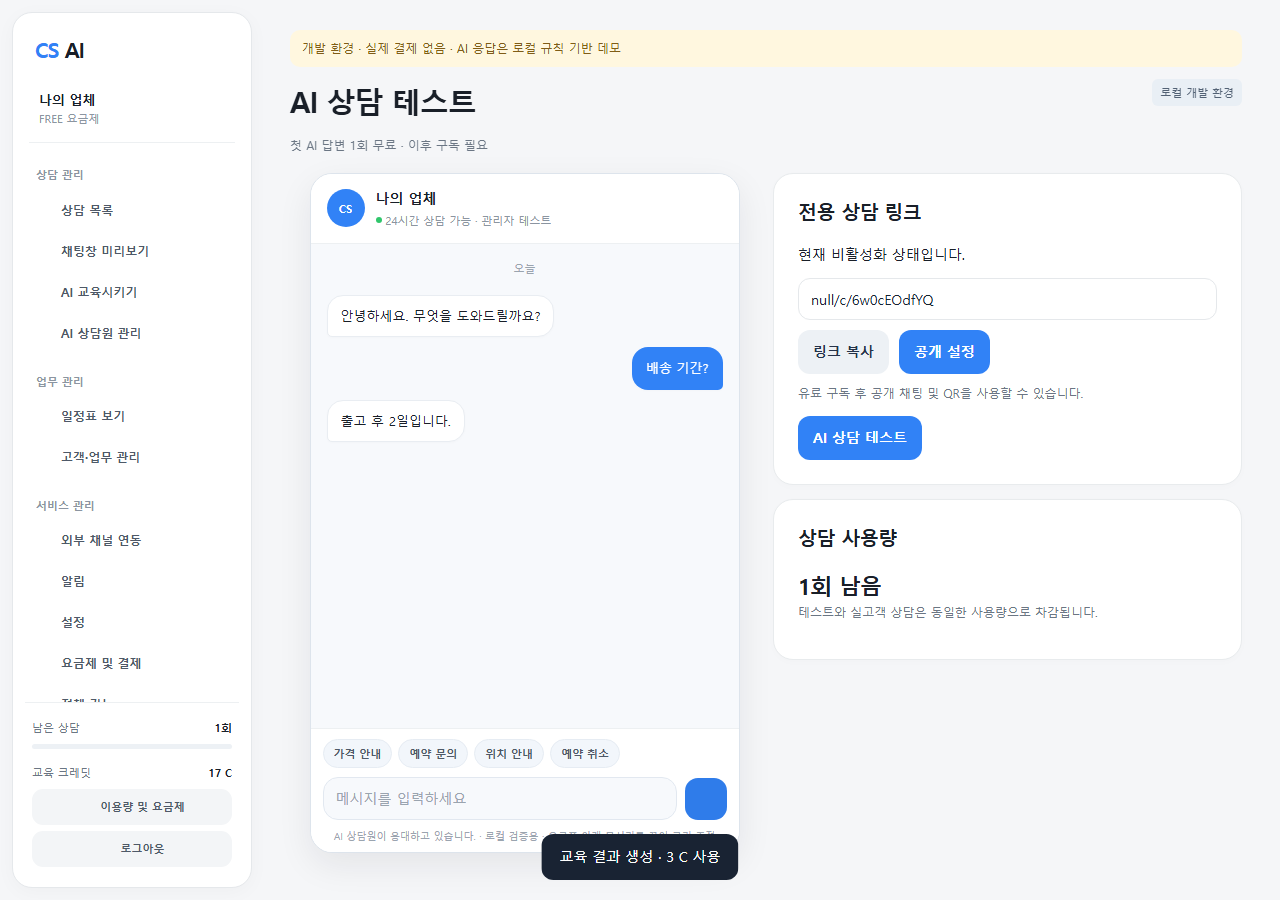 CS AI
나의 업체
FREE 요금제
상담 관리
상담 목록
채팅창 미리보기
AI 교육시키기
AI 상담원 관리
업무 관리
일정표 보기
고객·업무 관리
서비스 관리
외부 채널 연동
알림
설정
요금제 및 결제
남은 상담 1회
교육 크레딧 17 C
이용량 및 요금제
로그아웃
개발 환경 · 실제 결제 없음 · AI 응답은 로컬 규칙 기반 데모
AI 상담 테스트
로컬 개발 환경
첫 AI 답변 1회 무료 · 이후 구독 필요
CS
나의 업체
24시간 상담 가능 · 관리자 테스트
오늘
안녕하세요. 무엇을 도와드릴까요?
배송 기간?
출고 후 2일입니다.
가격 안내 예약 문의 위치 안내 예약 취소
메시지를 입력하세요
AI 상담원이 응대하고 있습니다. · 로컬 검증용 ·
교육 결과 생성 · 3 C 사용
전용 상담 링크
현재 비활성화 상태입니다.
null/c/6w0cEOdfYQ
링크 복사 공개 설정
유료 구독 후 공개 채팅 및 QR을 사용할 수 있습니다.
AI 상담 테스트
상담 사용량
1회 남음
테스트와 실고객 상담은 동일한 사용량으로 차감됩니다.